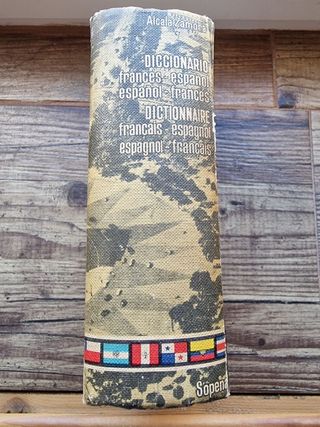 Alcalá-Zamora
DICCIONARIO
francés-español
español-francés
DICTIONNAIRE
français-espagnol
espagnol-français
Sopena